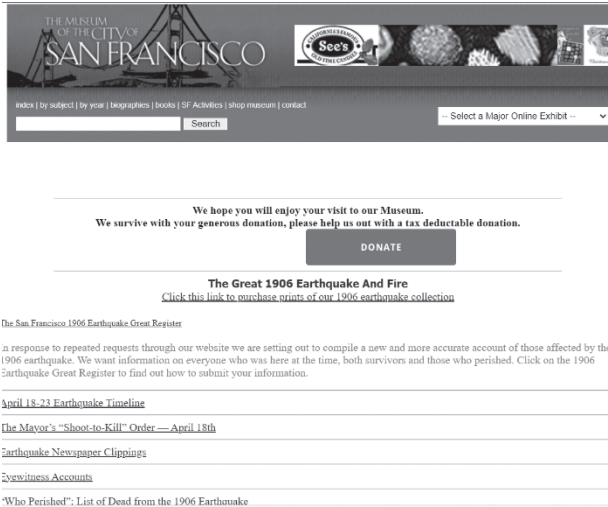 THE MUSEUM
OF THE CITY OF
SAN FRANCISCO
CALIFORNIA'S FAMOUS
See's
OLD TIME CANDIES
index | by subject | by year | biographies | books | SF Activities | shop museum | contact
Search
-- Select a Major Online Exhibit --
We hope you will enjoy your visit to our Museum.
We survive with your generous donation, please help us out with a tax deductable donation.
DONATE
The Great 1906 Earthquake And Fire
Click this link to purchase prints of our 1906 earthquake collection
The San Francisco 1906 Earthquake Great Register
In response to repeated requests through our website we are setting out to compile a new and more accurate account of those affected by the
1906 earthquake. We want information on everyone who was here at the time, both survivors and those who perished. Click on the 1906
Earthquake Great Register to find out how to submit your information.
April 18-23 Earthquake Timeline
The Mayor's “Shoot-to-Kill” Order — April 18th
Earthquake Newspaper Clippings
Eyewitness Accounts
“Who Perished”: List of Dead from the 1906 Earthquake